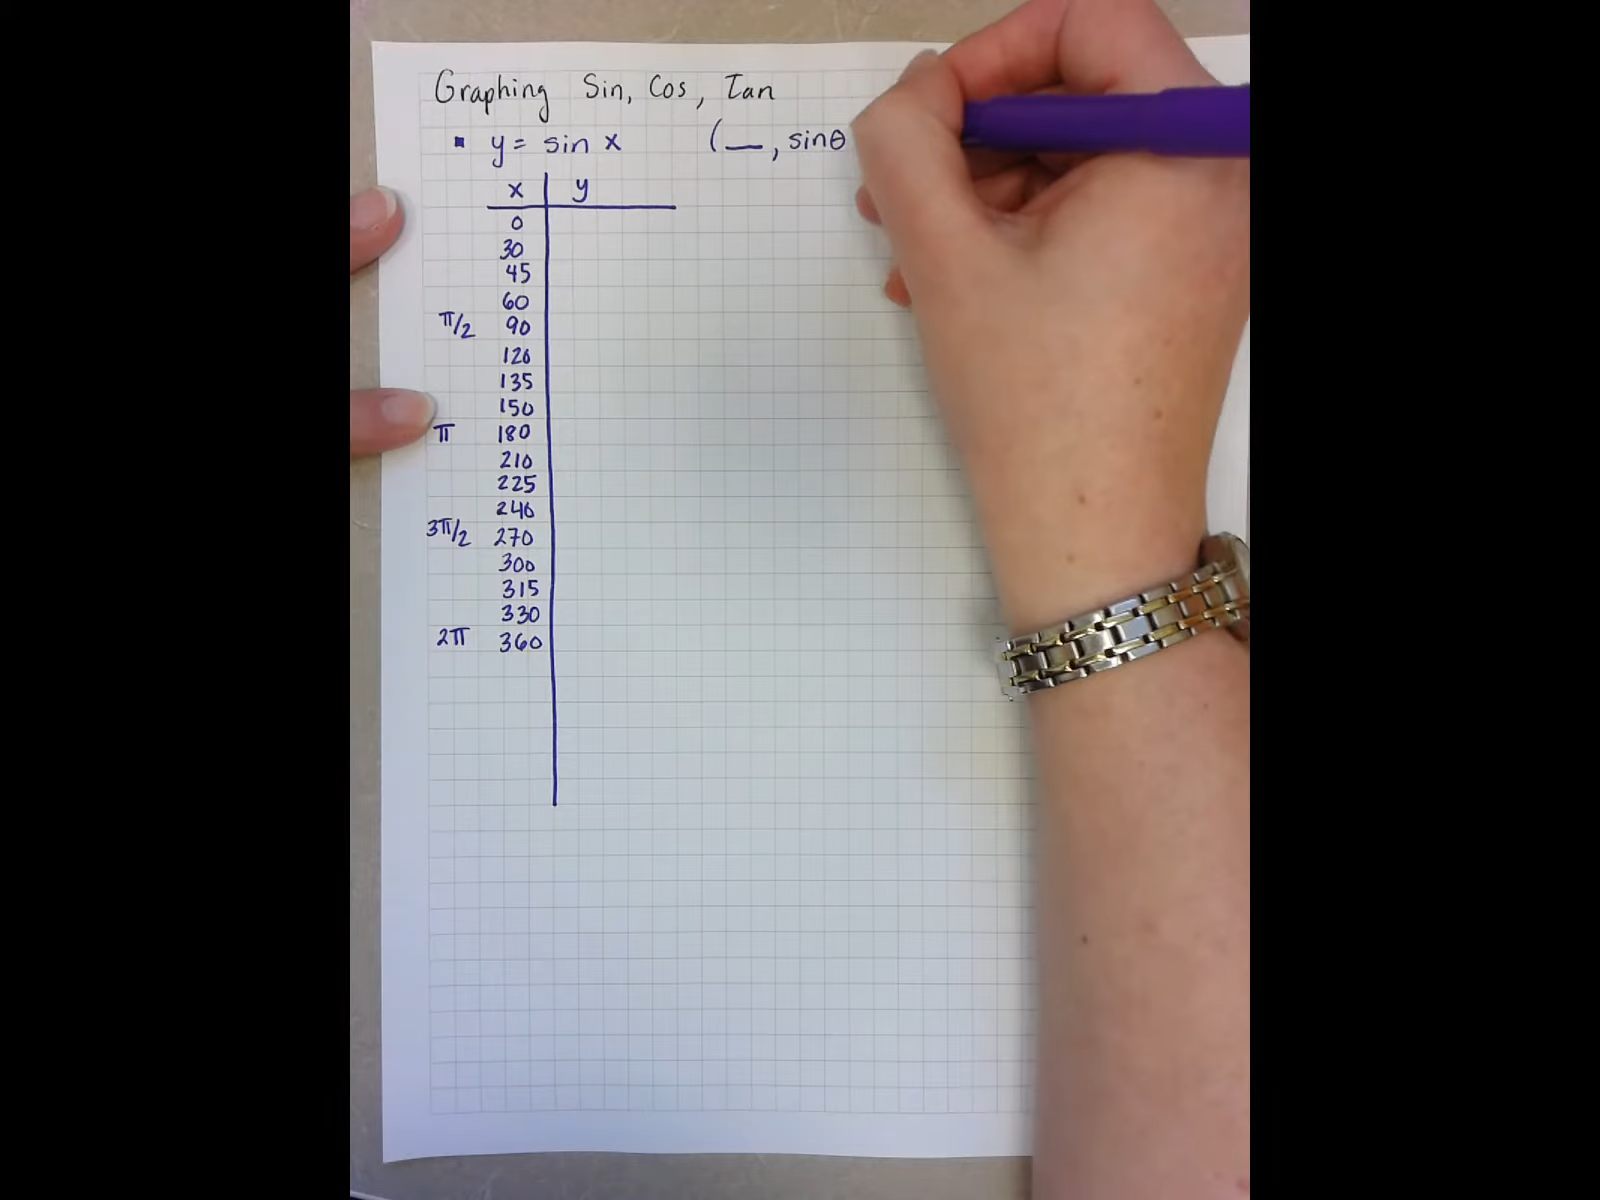 Graphing Sin, Cos, Tan
▪ y = sin x (__, sinθ
x y
0
30
45
60
π/2 90
120
135
150
π 180
210
225
240
3π/2 270
300
315
330
2π 360